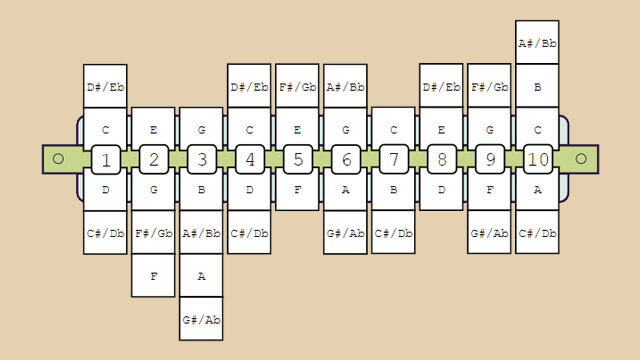 A#/Bb
D#/Eb D#/Eb F#/Gb A#/Bb D#/Eb F#/Gb B
C E G C E G C E G C
1 2 3 4 5 6 7 8 9 10
D G B D F A B D F A
C#/Db F#/Gb A#/Bb C#/Db G#/Ab C#/Db G#/Ab C#/Db
F A
G#/Ab